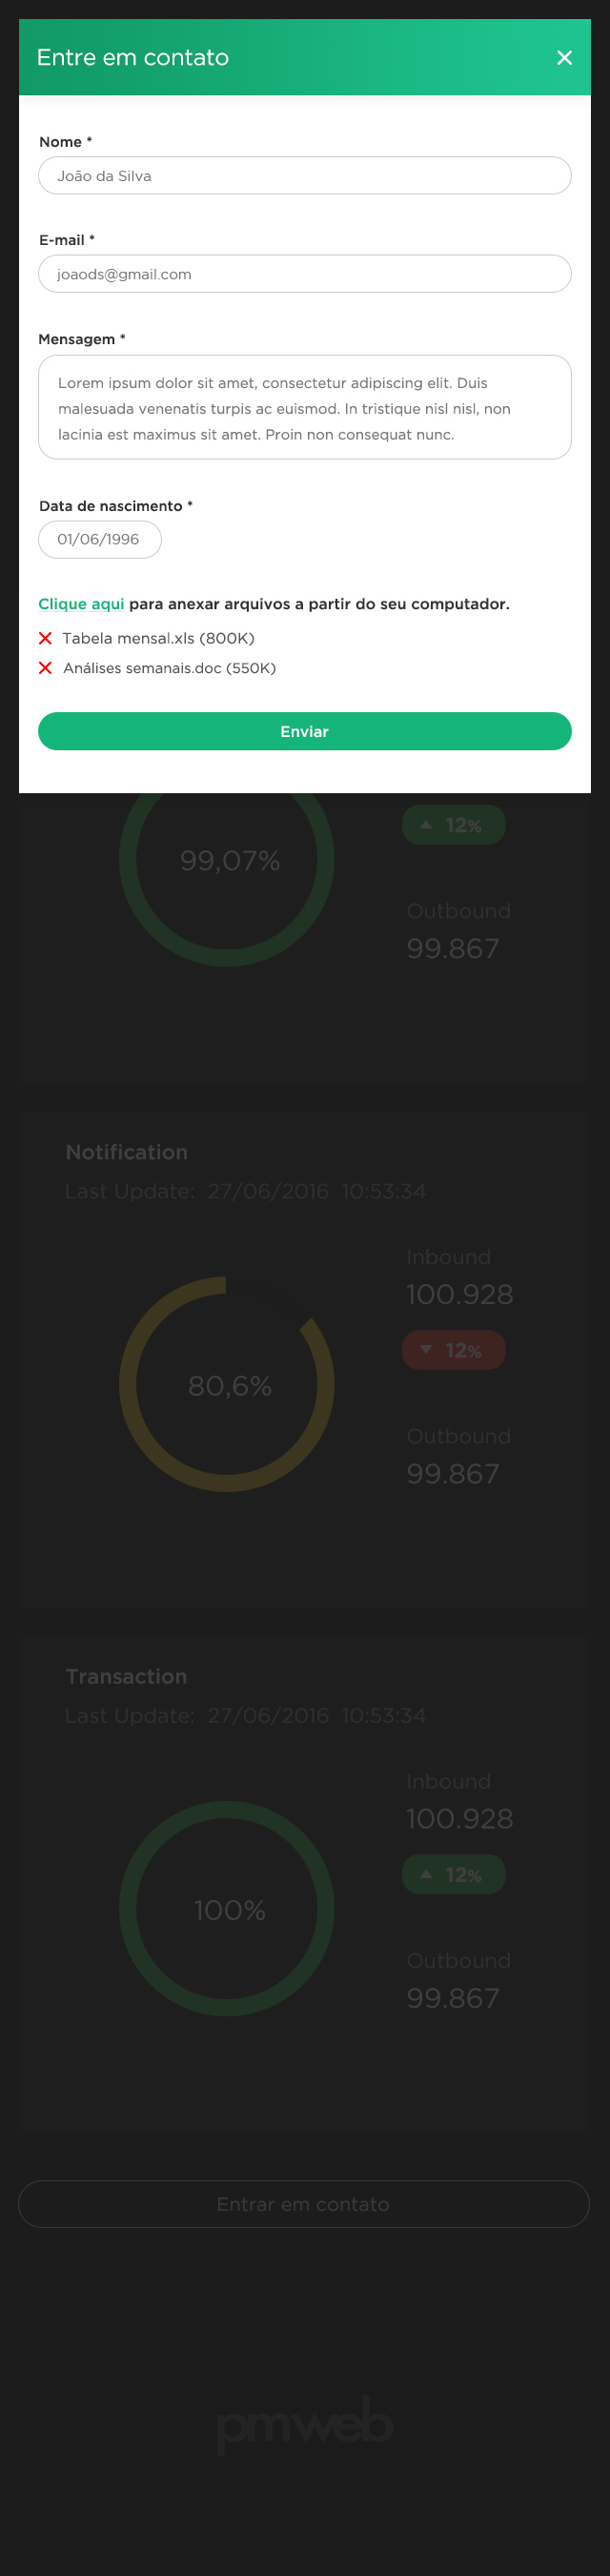 Entre em contato
Nome *
João da Silva
E-mail *
joaods@gmail.com
Mensagem *
Lorem ipsum dolor sit amet, consectetur adipiscing elit. Duis
malesuada venenatis turpis ac euismod. In tristique nisl nisl, non
lacinia est maximus sit amet. Proin non consequat nunc.
Data de nascimento *
01/06/1996
Clique aqui para anexar arquivos a partir do seu computador.
Tabela mensal.xls (800K)
Análises semanais.doc (550K)
Enviar
12%
99,07%
Outbound
99.867
Notification
Last Update: 27/06/2016 10:53:34
Inbound
100.928
12%
80,6%
Outbound
99.867
Transaction
Last Update: 27/06/2016 10:53:34
Inbound
100.928
12%
100%
Outbound
99.867
Entrar em contato
pmweb